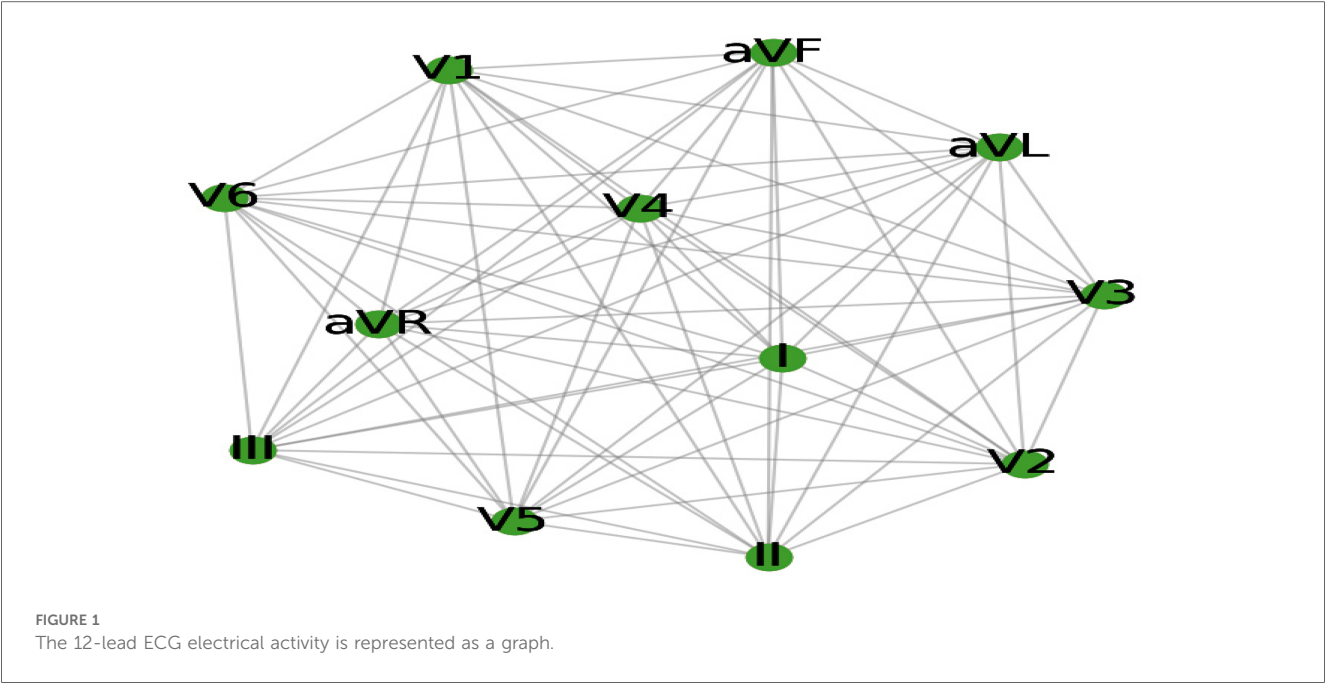 V1
aVF
aVL
V6
V4
V3
aVR
I
III
V2
V5
II
FIGURE 1
The 12-lead ECG electrical activity is represented as a graph.